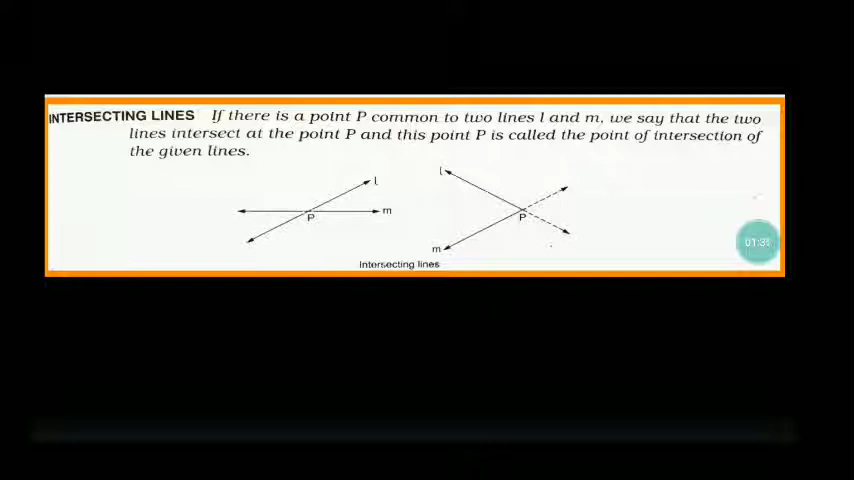 INTERSECTING LINES If there is a point P common to two lines l and m, we say that the two
lines intersect at the point P and this point P is called the point of intersection of
the given lines.
l
m
P
l
P
m
Intersecting lines